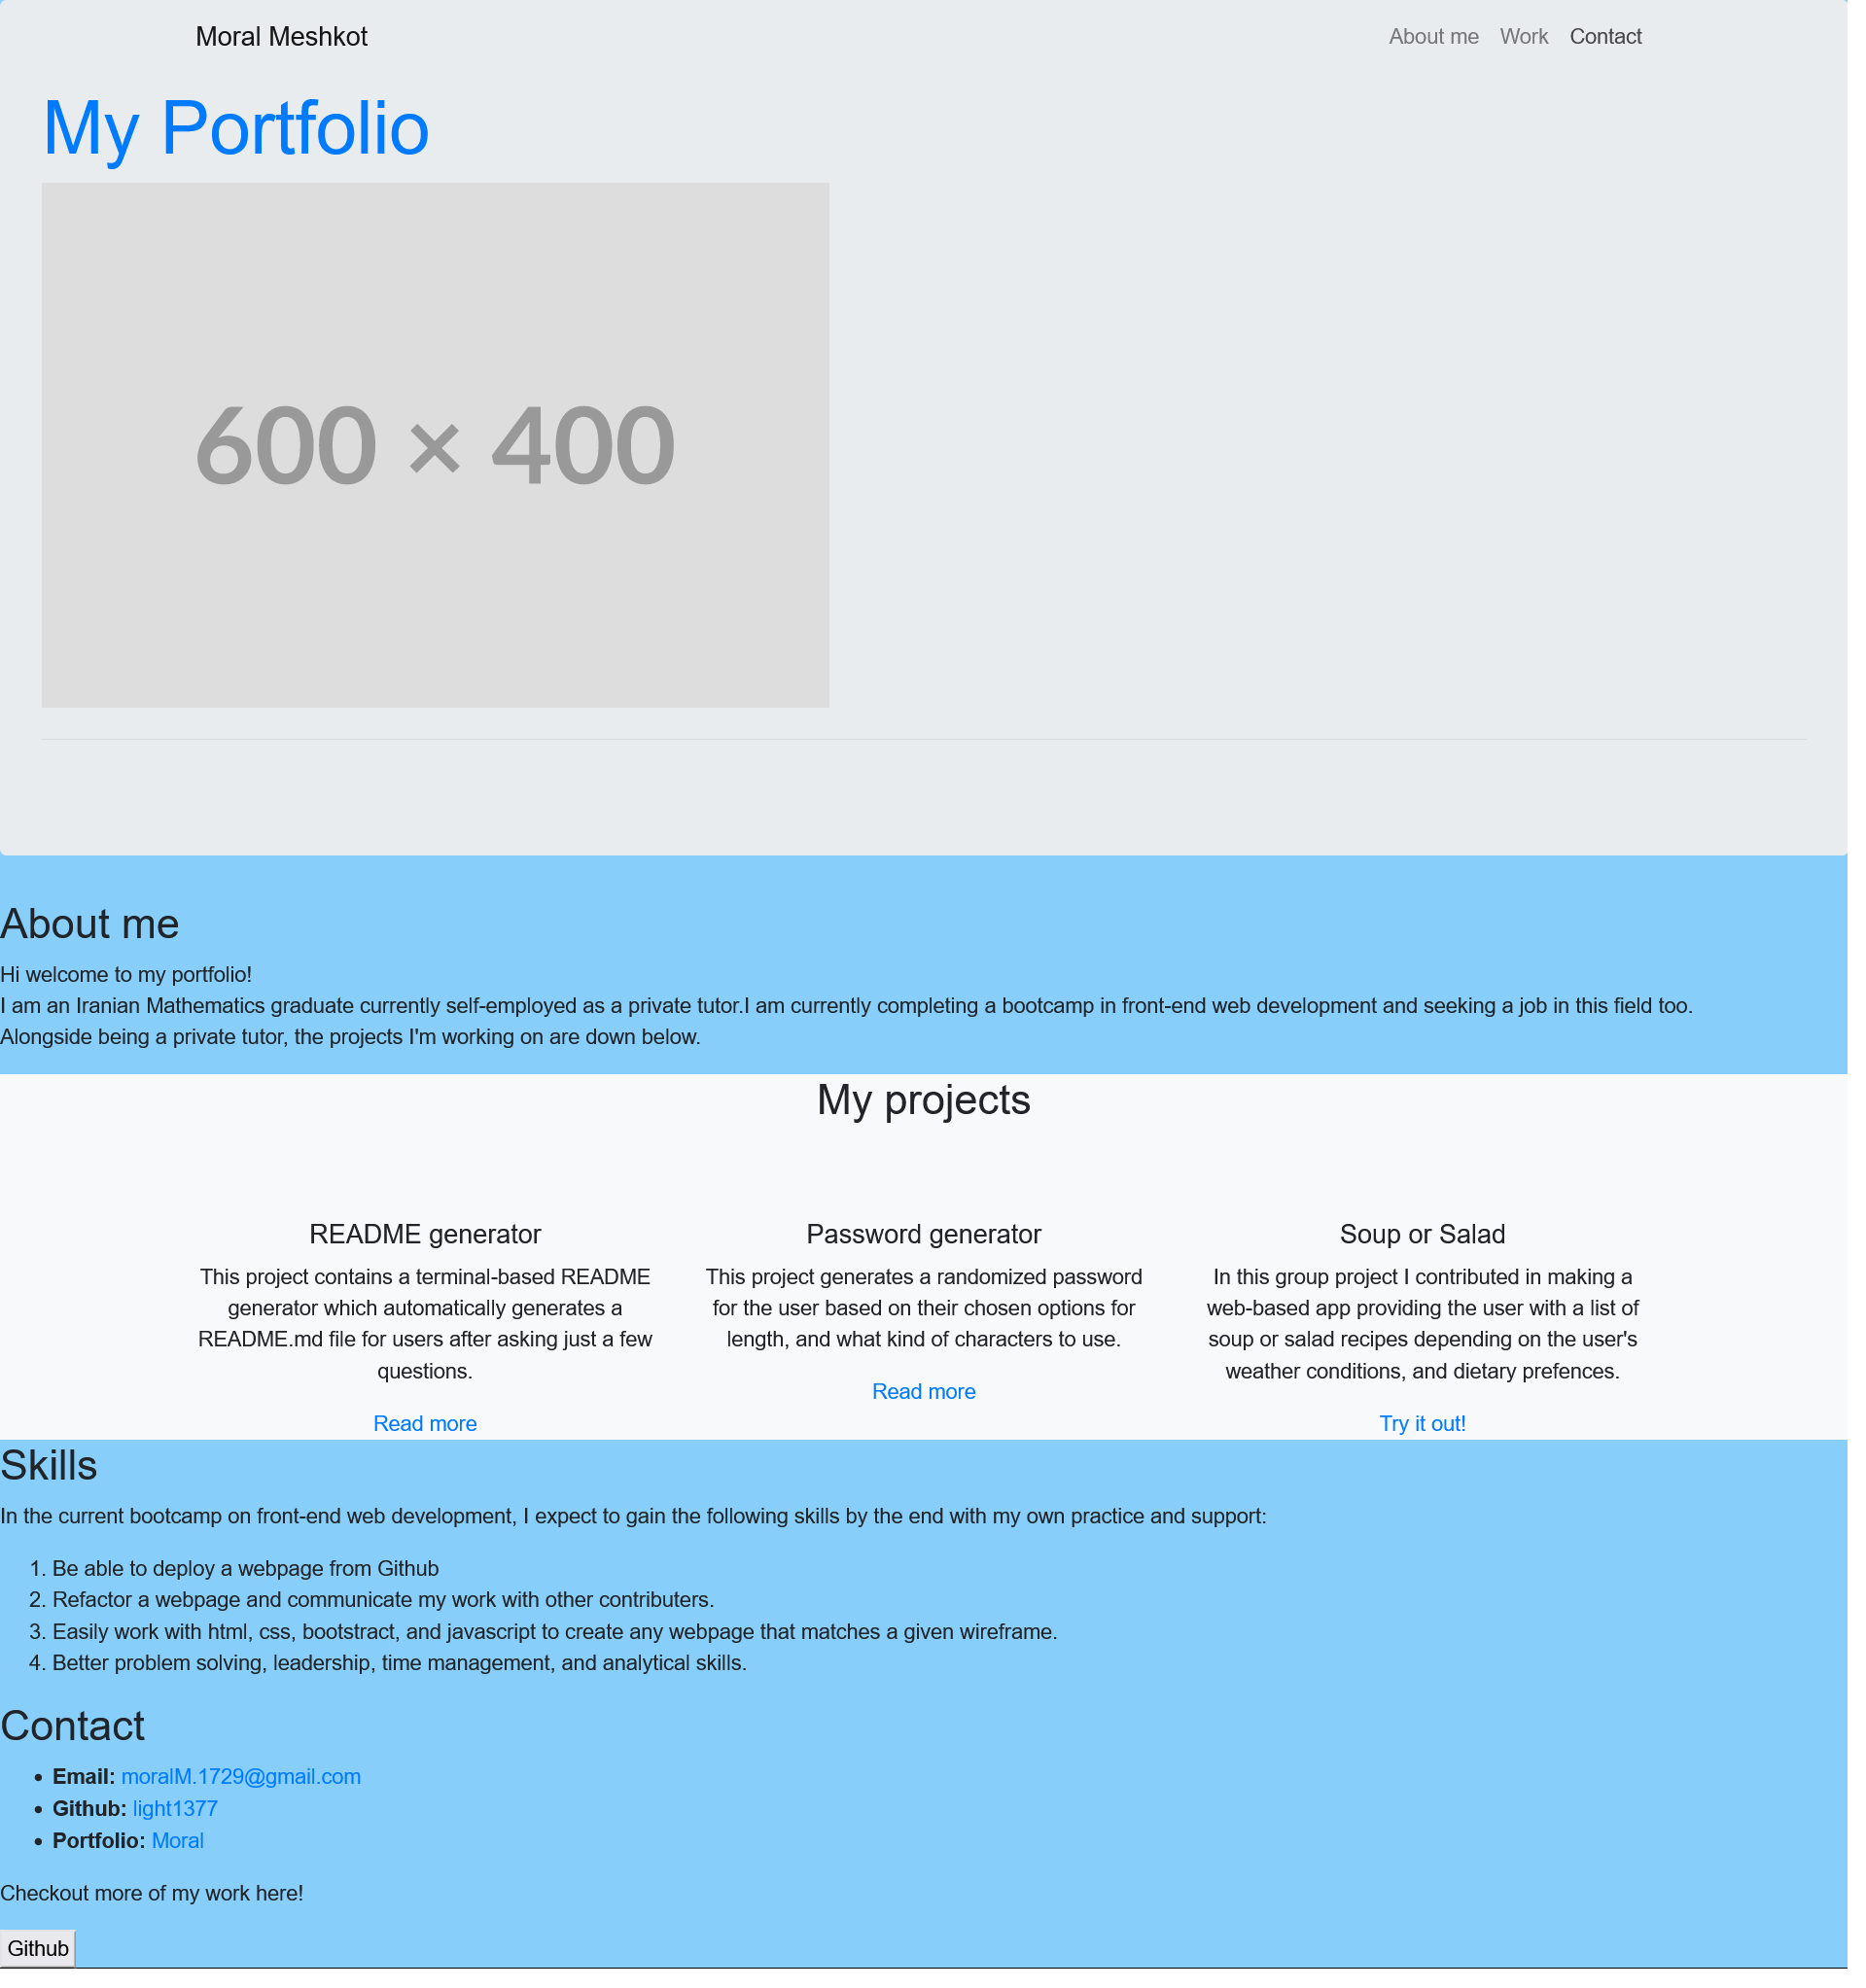 Moral Meshkot
About me Work Contact
My Portfolio
600 × 400
About me
Hi welcome to my portfolio!
I am an Iranian Mathematics graduate currently self-employed as a private tutor.I am currently completing a bootcamp in front-end web development and seeking a job in this field too.
Alongside being a private tutor, the projects I'm working on are down below.
My projects
README generator
This project contains a terminal-based README
generator which automatically generates a
README.md file for users after asking just a few
questions.
Read more
Password generator
This project generates a randomized password
for the user based on their chosen options for
length, and what kind of characters to use.
Read more
Soup or Salad
In this group project I contributed in making a
web-based app providing the user with a list of
soup or salad recipes depending on the user's
weather conditions, and dietary prefences.
Try it out!
Skills
In the current bootcamp on front-end web development, I expect to gain the following skills by the end with my own practice and support:
1. Be able to deploy a webpage from Github
2. Refactor a webpage and communicate my work with other contributers.
3. Easily work with html, css, bootstract, and javascript to create any webpage that matches a given wireframe.
4. Better problem solving, leadership, time management, and analytical skills.
Contact
• Email: moralM.1729@gmail.com
• Github: light1377
• Portfolio: Moral
Checkout more of my work here!
Github